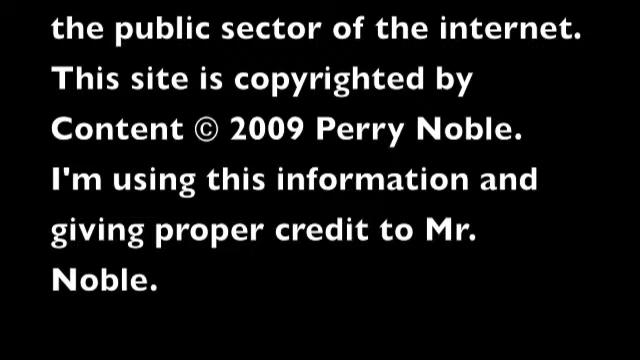 the public sector of the internet.
This site is copyrighted by
Content © 2009 Perry Noble.
I'm using this information and
giving proper credit to Mr.
Noble.